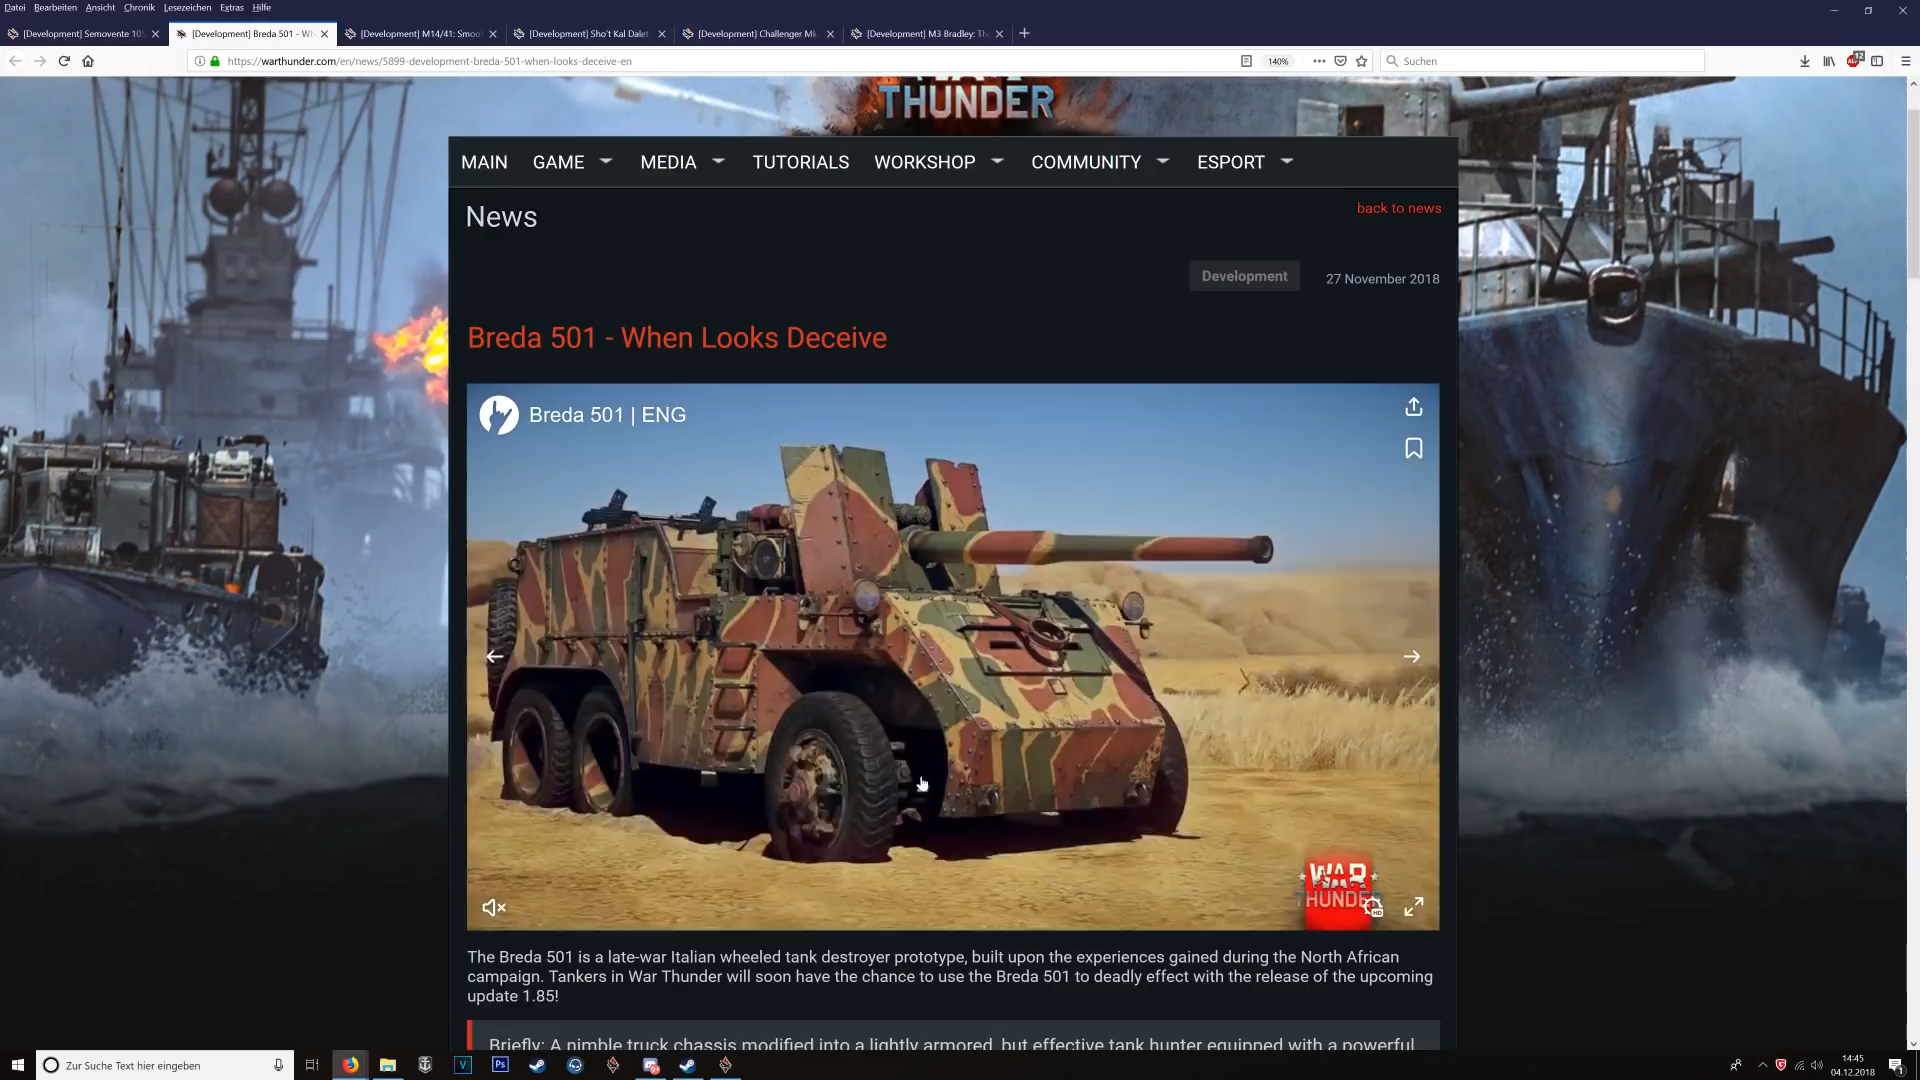 Datei Bearbeiten Ansicht Chronik Lesezeichen Extras Hilfe
[Development] Semovente 105 [Development] Breda 501 - Wh [Development] M14/41: Smoo [Development] Sho't Kal Dalet: [Development] Challenger Mk [Development] M3 Bradley: Th
https://warthunder.com/en/news/5899-development-breda-501-when-looks-deceive-en 140% Suchen
THUNDER
MAIN GAME MEDIA TUTORIALS WORKSHOP COMMUNITY ESPORT
News back to news
Development 27 November 2018
Breda 501 - When Looks Deceive
Breda 501 | ENG
WAR
THUNDER
HD
The Breda 501 is a late-war Italian wheeled tank destroyer prototype, built upon the experiences gained during the North African
campaign. Tankers in War Thunder will soon have the chance to use the Breda 501 to deadly effect with the release of the upcoming
update 1.85!
Briefly: A nimble truck chassis modified into a lightly armored, but effective tank hunter equipped with a powerful
Zur Suche Text hier eingeben
14:45
04.12.2018